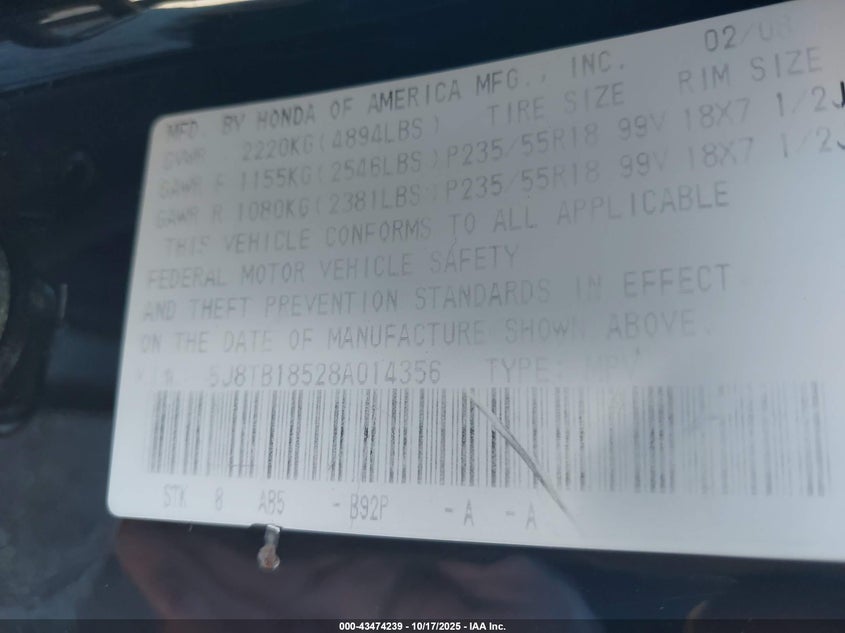 MFD. BY HONDA OF AMERICA MFG., INC. 02/08
GVWR 2220KG(4894LBS) TIRE SIZE RIM SIZE
GAWR F 1155KG(2546LBS)P235/55R18 99V 18X7 1/2J
GAWR R 1080KG(2381LBS)P235/55R18 99V 18X7 1/2J
THIS VEHICLE CONFORMS TO ALL APPLICABLE
FEDERAL MOTOR VEHICLE SAFETY
AND THEFT PREVENTION STANDARDS IN EFFECT
ON THE DATE OF MANUFACTURE SHOWN ABOVE.
V.I.N.: 5J8TB18528A014356 TYPE: MPV
STK 8 A85 - B92P - A - A
000-43474239 - 10/17/2025 - IAA Inc.